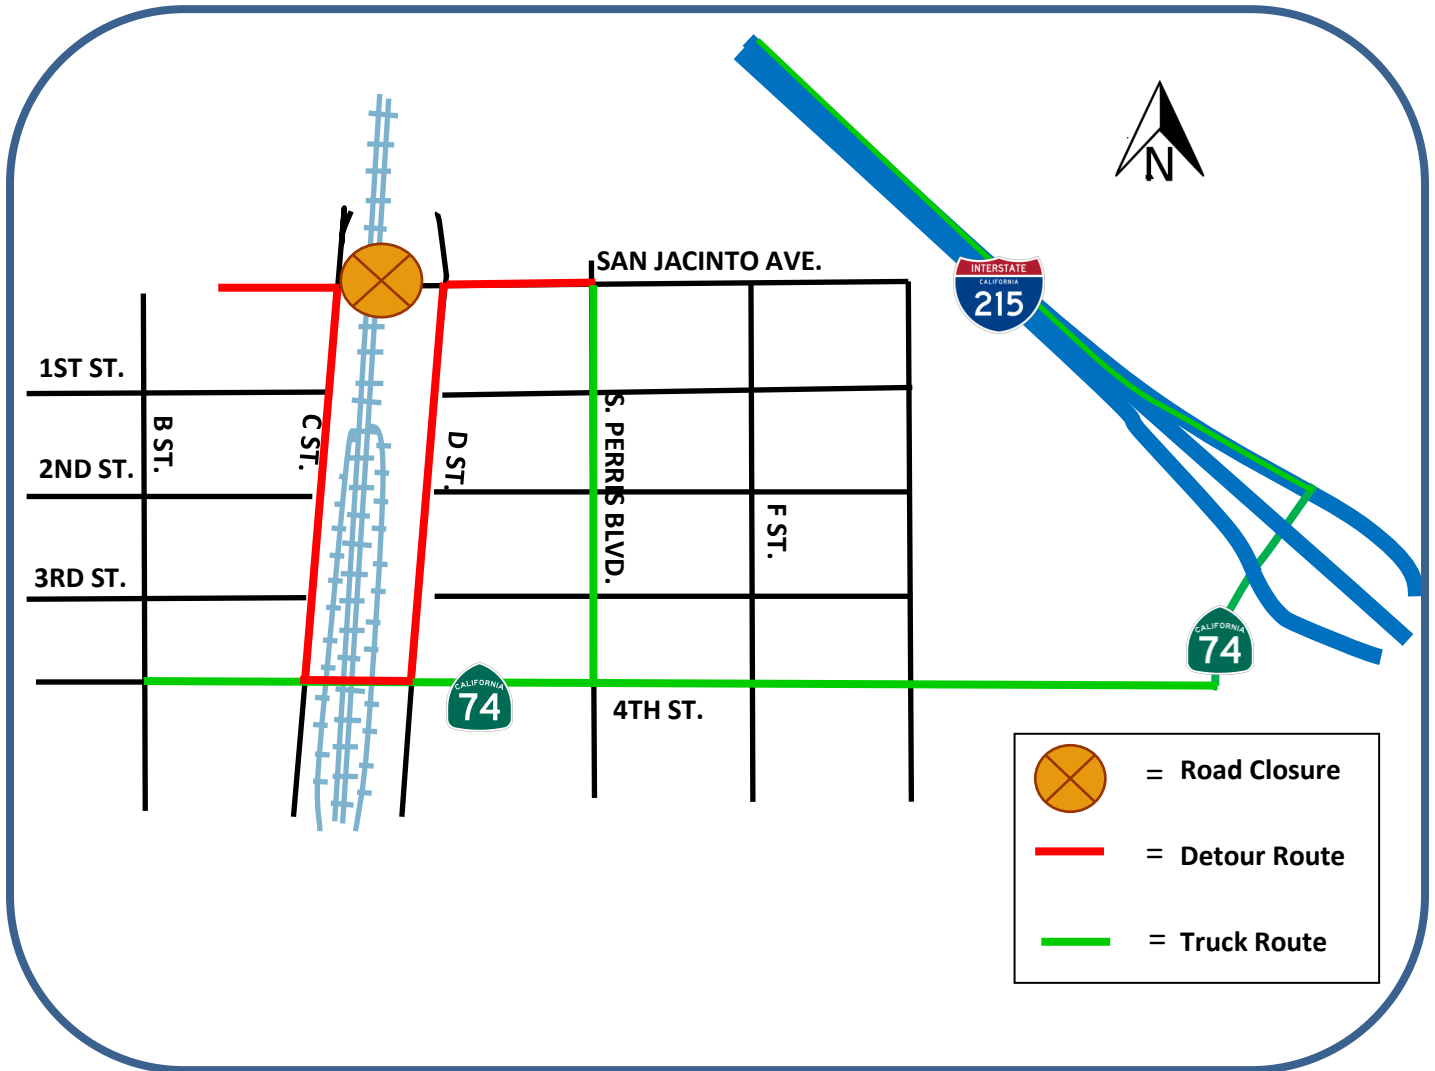 N
SAN JACINTO AVE.
INTERSTATE
CALIFORNIA
215
1ST ST.
B ST.
C ST.
D ST.
S. PERRIS BLVD.
2ND ST.
F ST.
3RD ST.
CALIFORNIA
74
CALIFORNIA
74
4TH ST.
= Road Closure
= Detour Route
= Truck Route